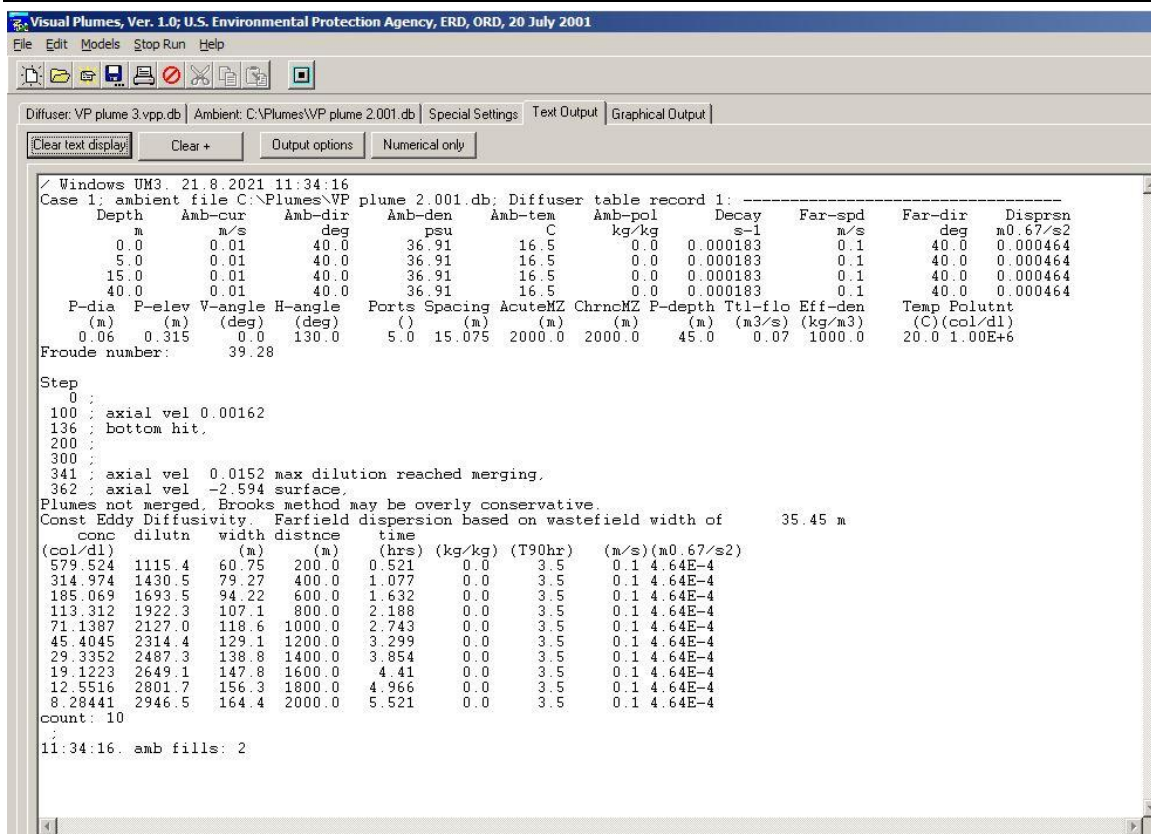 Visual Plumes, Ver. 1.0; U.S. Environmental Protection Agency, ERD, ORD, 20 July 2001
File Edit Models Stop Run Help
Diffuser: VP plume 3.vpp.db Ambient: C:\Plumes\VP plume 2.001.db Special Settings Text Output Graphical Output
Clear text display Clear + Output options Numerical only
/ Windows UM3. 21.8.2021 11:34:16
Case 1; ambient file C:\Plumes\VP plume 2.001.db; Diffuser table record 1: ----------------------------------
Depth Amb-cur Amb-dir Amb-den Amb-tem Amb-pol Decay Far-spd Far-dir Disprsn
m m/s deg psu C kg/kg s-1 m/s deg m0.67/s2
0.0 0.01 40.0 36.91 16.5 0.0 0.000183 0.1 40.0 0.000464
5.0 0.01 40.0 36.91 16.5 0.0 0.000183 0.1 40.0 0.000464
15.0 0.01 40.0 36.91 16.5 0.0 0.000183 0.1 40.0 0.000464
40.0 0.01 40.0 36.91 16.5 0.0 0.000183 0.1 40.0 0.000464
P-dia P-elev V-angle H-angle Ports Spacing AcuteMZ ChrncMZ P-depth Ttl-flo Eff-den Temp Polutnt
(m) (m) (deg) (deg) () (m) (m) (m) (m) (m3/s) (kg/m3) (C)(col/dl)
0.06 0.315 0.0 130.0 5.0 15.075 2000.0 2000.0 45.0 0.07 1000.0 20.0 1.00E+6
Froude number: 39.28
Step
0 ;
100 ; axial vel 0.00162
136 ; bottom hit,
200 ;
300 ;
341 ; axial vel 0.0152 max dilution reached merging,
362 ; axial vel -2.594 surface,
Plumes not merged, Brooks method may be overly conservative.
Const Eddy Diffusivity. Farfield dispersion based on wastefield width of 35.45 m
conc dilutn width distnce time
(col/dl) (m) (m) (hrs) (kg/kg) (T90hr) (m/s)(m0.67/s2)
579.524 1115.4 60.75 200.0 0.521 0.0 3.5 0.1 4.64E-4
314.974 1430.5 79.27 400.0 1.077 0.0 3.5 0.1 4.64E-4
185.069 1693.5 94.22 600.0 1.632 0.0 3.5 0.1 4.64E-4
113.312 1922.3 107.1 800.0 2.188 0.0 3.5 0.1 4.64E-4
71.1387 2127.0 118.6 1000.0 2.743 0.0 3.5 0.1 4.64E-4
45.4045 2314.4 129.1 1200.0 3.299 0.0 3.5 0.1 4.64E-4
29.3352 2487.3 138.8 1400.0 3.854 0.0 3.5 0.1 4.64E-4
19.1223 2649.1 147.8 1600.0 4.41 0.0 3.5 0.1 4.64E-4
12.5516 2801.7 156.3 1800.0 4.966 0.0 3.5 0.1 4.64E-4
8.28441 2946.5 164.4 2000.0 5.521 0.0 3.5 0.1 4.64E-4
count: 10
;
11:34:16. amb fills: 2